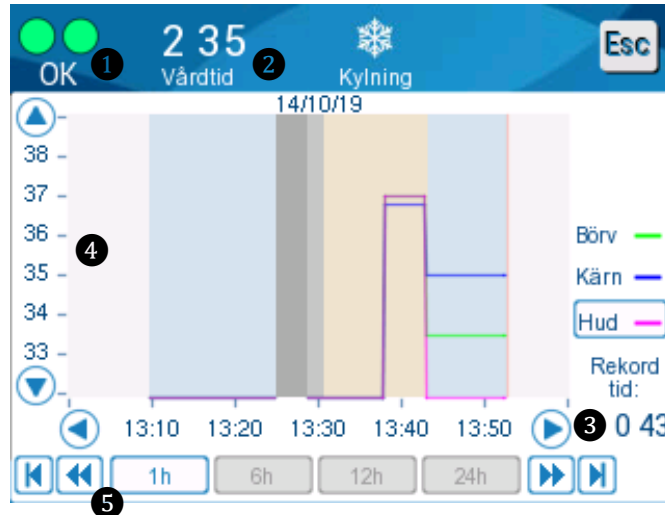 OK 1
2 35
Vårdtid 2
Kylning
Esc
14/10/19
38
37
36
35
34
33
4
Börv
Kärn
Hud
Rekord
tid:
3 0 43
13:10 13:20 13:30 13:40 13:50
1h 6h 12h 24h
5